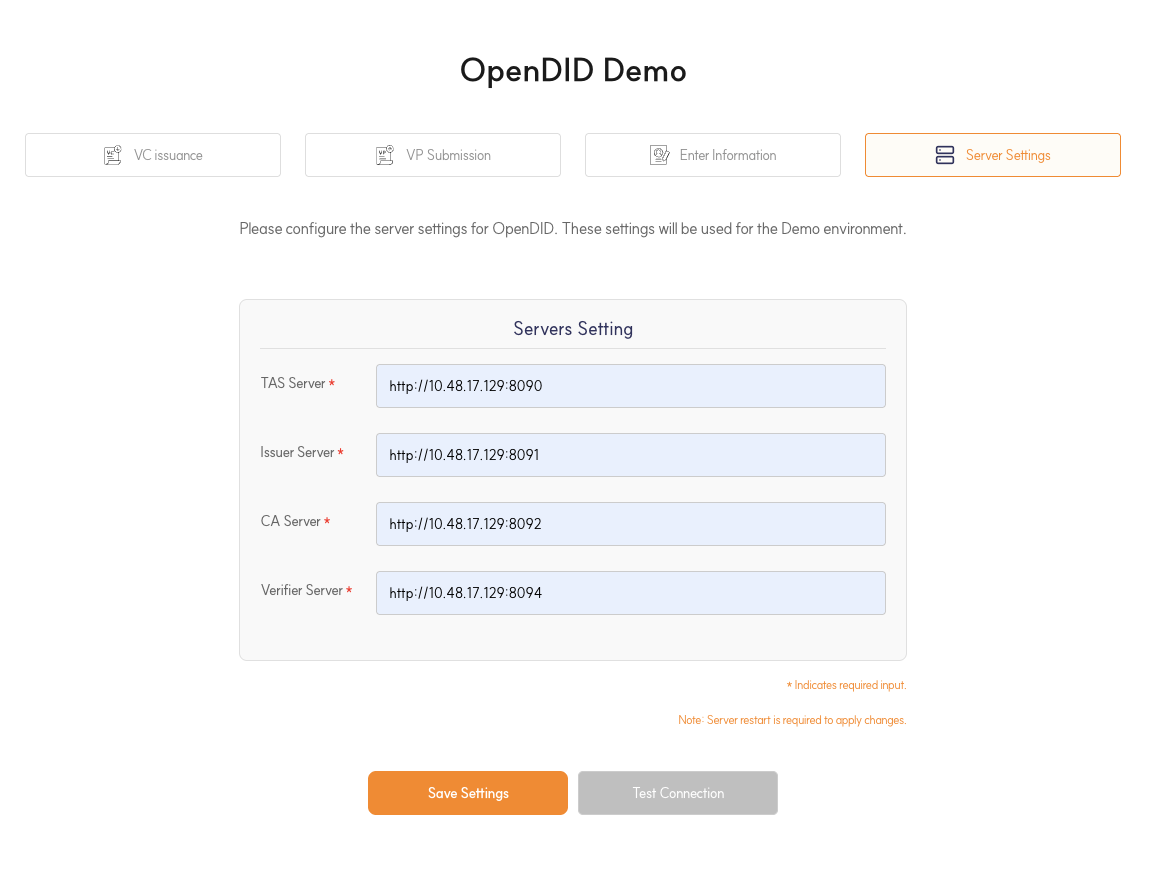 OpenDID Demo
VC issuance
VP Submission
Enter Information
Server Settings
Please configure the server settings for OpenDID. These settings will be used for the Demo environment.
Servers Setting
TAS Server *
http://10.48.17.129:8090
Issuer Server *
http://10.48.17.129:8091
CA Server *
http://10.48.17.129:8092
Verifier Server *
http://10.48.17.129:8094
* Indicates required input.
Note: Server restart is required to apply changes.
Save Settings
Test Connection